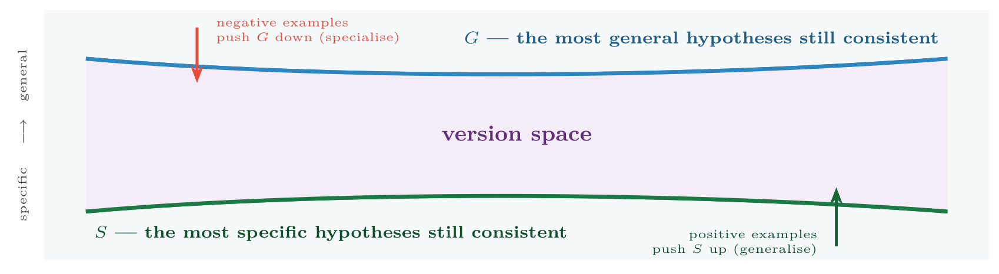 negative examples
push G down (specialise)
G — the most general hypotheses still consistent
specific ⟶ general
version space
S — the most specific hypotheses still consistent
positive examples
push S up (generalise)